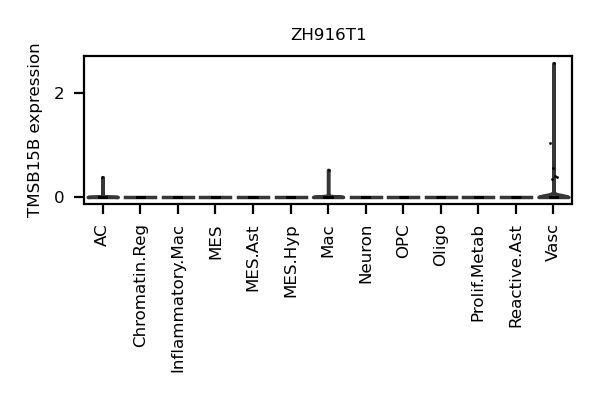 ZH916T1
TMSB15B expression
2
0
AC
Chromatin.Reg
Inflammatory.Mac
MES
MES.Ast
MES.Hyp
Mac
Neuron
OPC
Oligo
Prolif.Metab
Reactive.Ast
Vasc